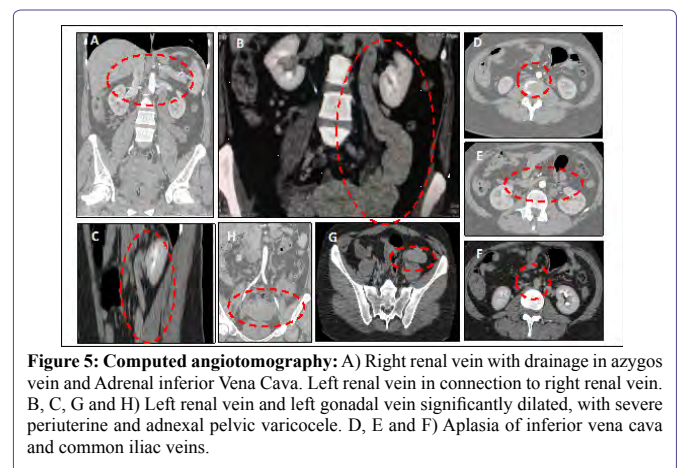 A
B
D
E
C
H
G
F
Figure 5: Computed angiotomography: A) Right renal vein with drainage in azygos
vein and Adrenal inferior Vena Cava. Left renal vein in connection to right renal vein.
B, C, G and H) Left renal vein and left gonadal vein significantly dilated, with severe
periuterine and adnexal pelvic varicocele. D, E and F) Aplasia of inferior vena cava
and common iliac veins.